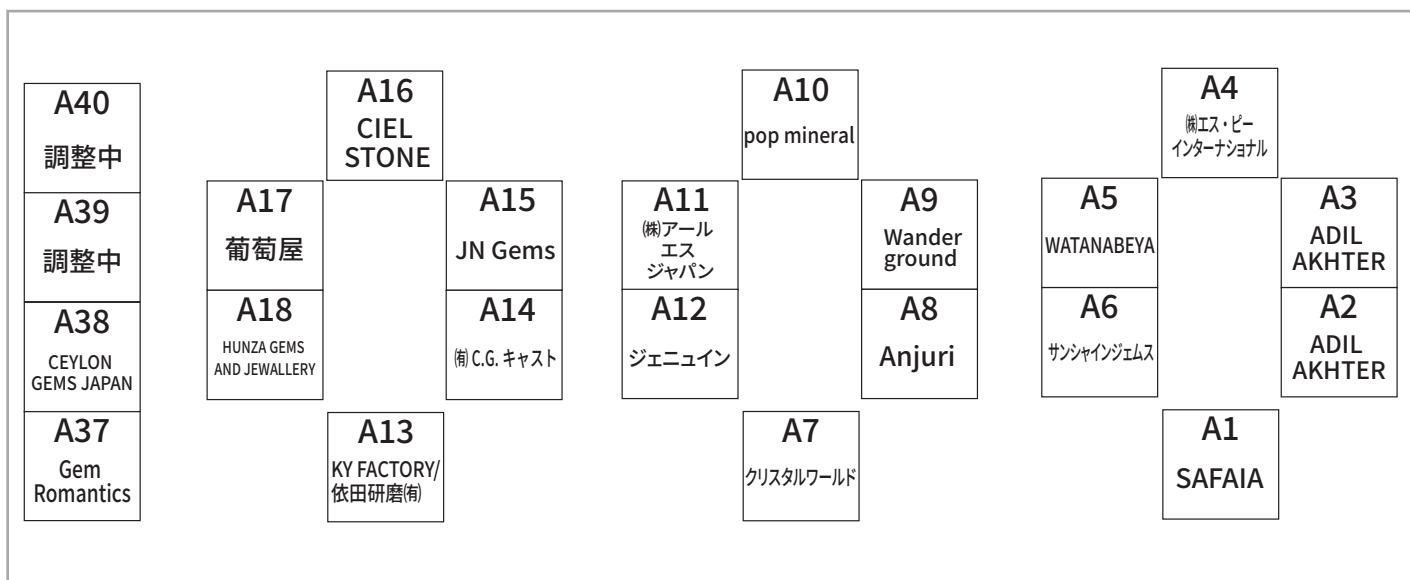 A40
調整中
A39
調整中
A38
CEYLON
GEMS JAPAN
A37
Gem
Romantics
A16
CIEL
STONE
A17
葡萄屋
A18
HUNZA GEMS
AND JEWALLERY
A15
JN Gems
A14
㈲C.G. キャスト
A13
KY FACTORY/
依田研磨㈲
A10
pop mineral
A11
㈱アール
エス
ジャパン
A12
ジェニュイン
A9
Wander
ground
A8
Anjuri
A7
クリスタルワールド
A4
㈱エス・ピー
インターナショナル
A5
WATANABEYA
A6
サンシャインジェムス
A3
ADIL
AKHTER
A2
ADIL
AKHTER
A1
SAFAIA